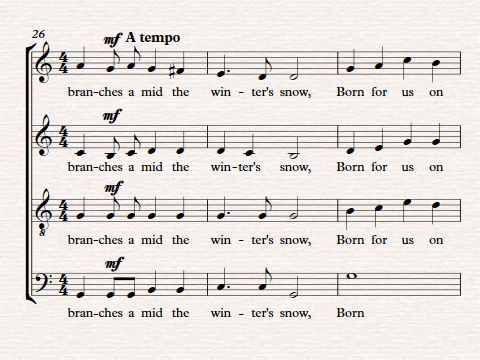 26
mf A tempo
4 4
bran-ches a mid the win - ter's snow, Born for us on
mf
4 4
bran-ches a mid the win-ter's snow, Born for us on
mf
4 4
8
bran-ches a mid the win - ter's snow, Born for us on
mf
4 4
bran-ches a mid the win - ter's snow, Born